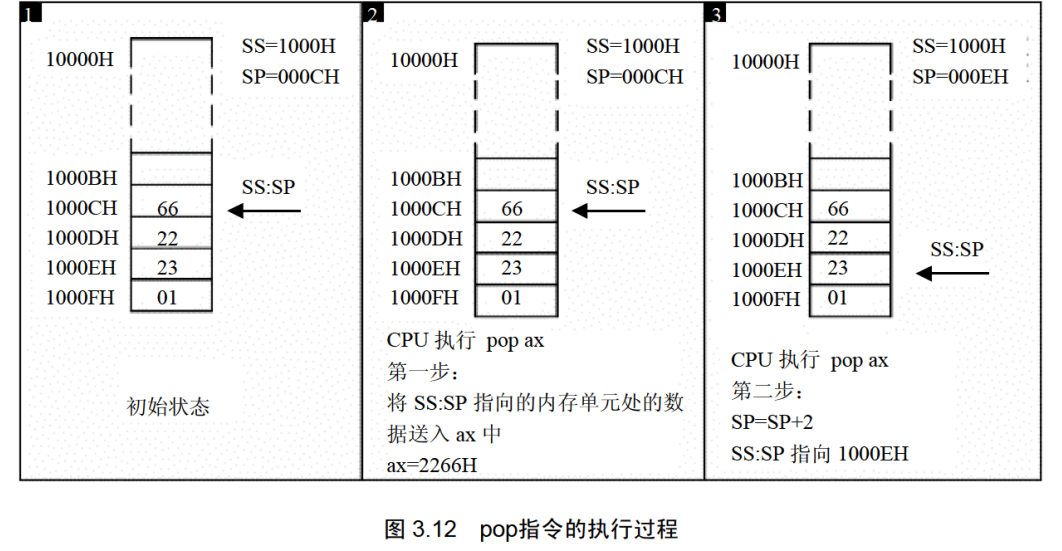 1
10000H
SS=1000H
SP=000CH
1000BH
1000CH 66
1000DH 22
1000EH 23
1000FH 01
SS:SP
初始状态
2
10000H
SS=1000H
SP=000CH
1000BH
1000CH 66
1000DH 22
1000EH 23
1000FH 01
SS:SP
CPU 执行 pop ax
第一步：
将 SS:SP 指向的内存单元处的数
据送入 ax 中
ax=2266H
3
10000H
SS=1000H
SP=000EH
1000BH
1000CH 66
1000DH 22
1000EH 23
1000FH 01
SS:SP
CPU 执行 pop ax
第二步：
SP=SP+2
SS:SP 指向 1000EH
图 3.12 pop指令的执行过程